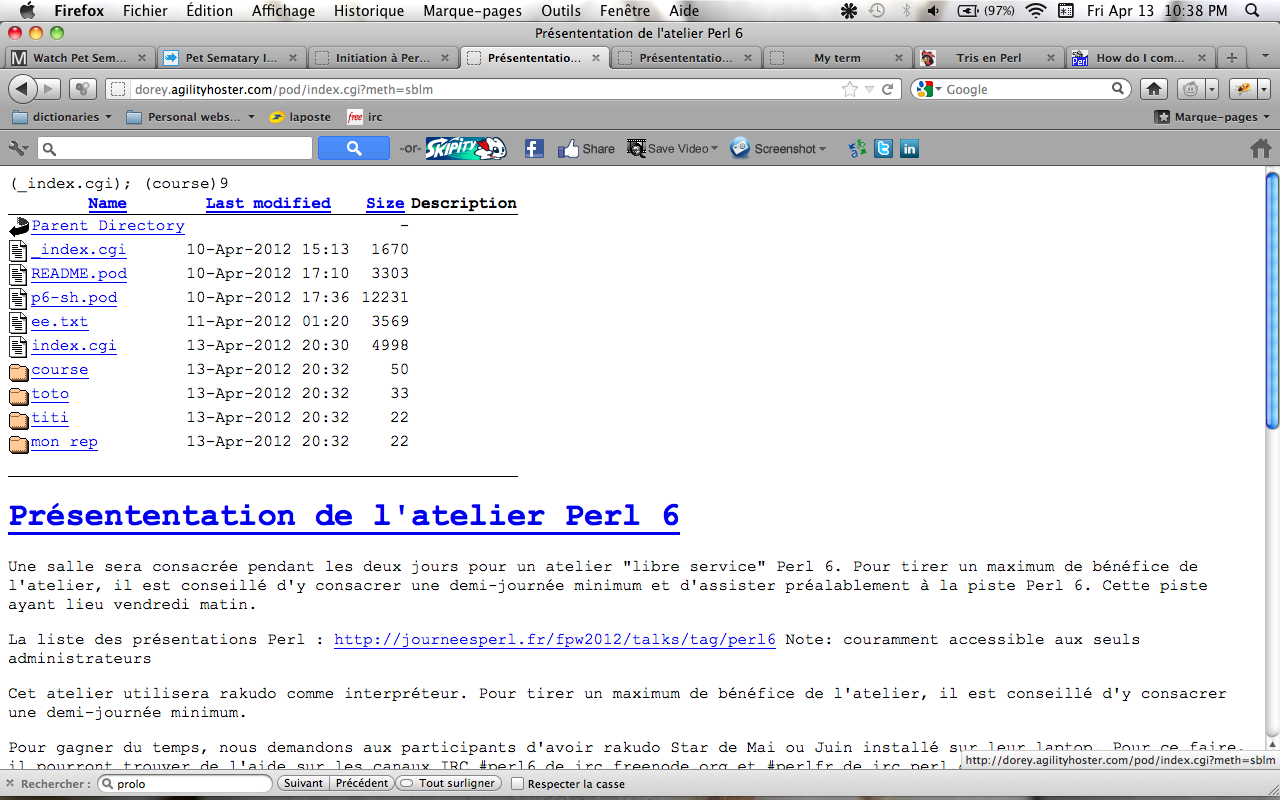 Firefox Fichier Édition Affichage Historique Marque-pages Outils Fenêtre Aide (97%) Fri Apr 13 10:38 PM
Présententation de l'atelier Perl 6
M Watch Pet Sem... Pet Sematary I... Initiation à Per... Présententatio... Présententatio... My term Tris en Perl How do I com...
dorey.agilityhoster.com/pod/index.cgi?meth=sblm Google
dictionaries Personal webs... laposte free irc Marque-pages
-or- SKIPITY Share Save Video Screenshot
(_index.cgi); (course)9
Name Last modified Size Description
Parent Directory -
_index.cgi 10-Apr-2012 15:13 1670
README.pod 10-Apr-2012 17:10 3303
p6-sh.pod 10-Apr-2012 17:36 12231
ee.txt 11-Apr-2012 01:20 3569
index.cgi 13-Apr-2012 20:30 4998
course 13-Apr-2012 20:32 50
toto 13-Apr-2012 20:32 33
titi 13-Apr-2012 20:32 22
mon rep 13-Apr-2012 20:32 22
Présententation de l'atelier Perl 6
Une salle sera consacrée pendant les deux jours pour un atelier "libre service" Perl 6. Pour tirer un maximum de bénéfice de
l'atelier, il est conseillé d'y consacrer une demi-journée minimum et d'assister préalablement à la piste Perl 6. Cette piste
ayant lieu vendredi matin.
La liste des présentations Perl : http://journeesperl.fr/fpw2012/talks/tag/perl6 Note: couramment accessible aux seuls
administrateurs
Cet atelier utilisera rakudo comme interpréteur. Pour tirer un maximum de bénéfice de l'atelier, il est conseillé d'y consacrer
une demi-journée minimum.
Pour gagner du temps, nous demandons aux participants d'avoir rakudo Star de Mai ou Juin installé sur leur laptop. Pour ce faire,
il pourront trouver de l'aide sur les canaux IRC #perl6 de irc.freenode.org et #perlfr de irc.perl
http://dorey.agilityhoster.com/pod/index.cgi?meth=sblm
Rechercher : prolo Suivant Précédent Tout surligner Respecter la casse